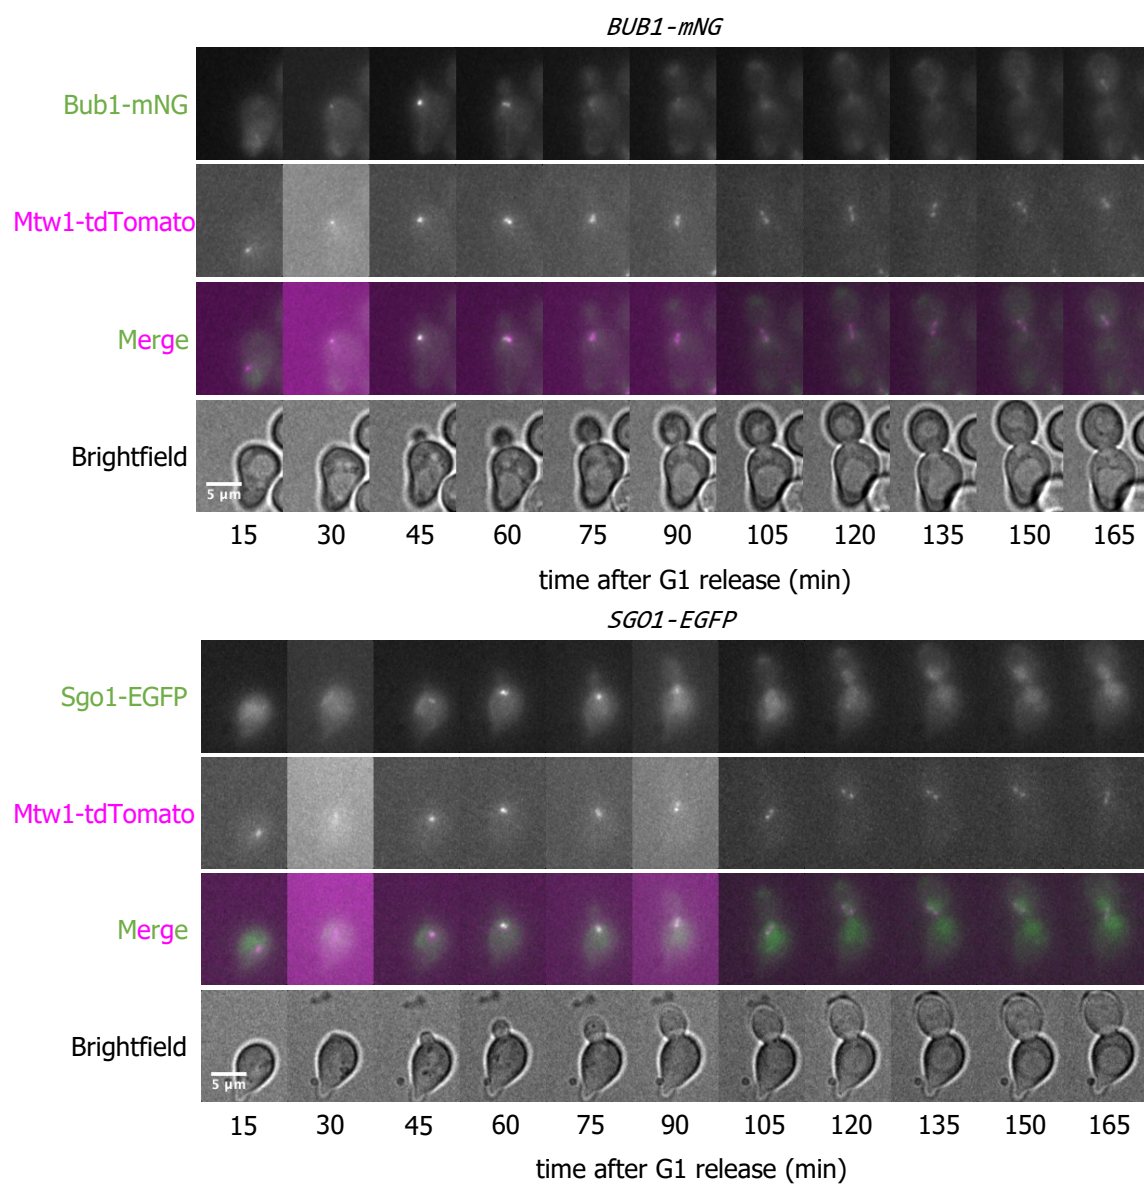 BUB1-mNG
Bub1-mNG
Mtw1-tdTomato
Merge
Brightfield
5 µm
15 30 45 60 75 90 105 120 135 150 165
time after G1 release (min)
SGO1-EGFP
Sgo1-EGFP
Mtw1-tdTomato
Merge
Brightfield
5 µm
15 30 45 60 75 90 105 120 135 150 165
time after G1 release (min)